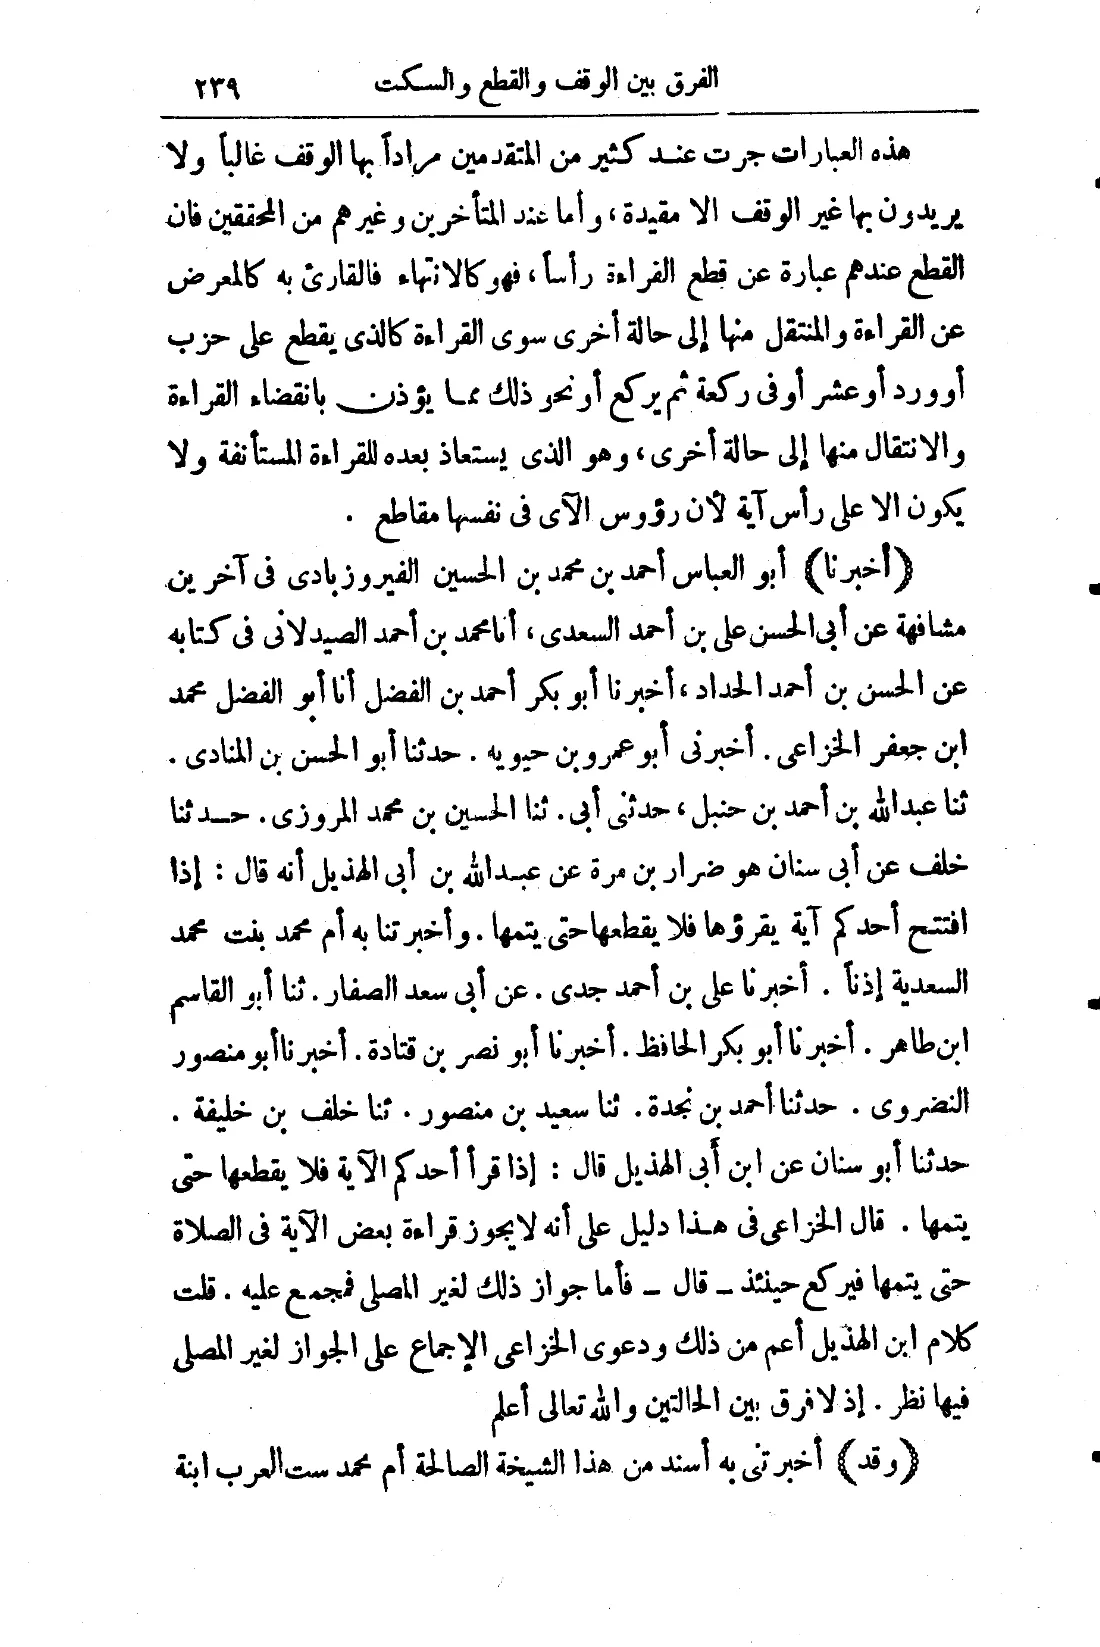 الفرق بين الوقف والقطع والسكت ٢٣٩
هذه العبارات جرت عند كثير من المتقدمين مراداً بها الوقف غالباً ولا
يريدون بها غير الوقف الا مقيدة، وأما عند المتأخرين وغيرهم من المحققين فان
القطع عندهم عبارة عن قطع القراءة رأساً، فهو كالانتهاء فالقارئ به كالمعرض
عن القراءة والمنتقل منها إلى حالة أخرى سوى القراءة كالذى يقطع على حزب
أو ورد أو عشر أو فى ركعة ثم يركع أو نحو ذلك مما يؤذن بانقضاء القراءة
والانتقال منها إلى حالة أخرى، وهو الذى يستعاذ بعده للقراءة المستأنفة ولا
يكون الا على رأس آية لأن رؤوس الآى فى نفسها مقاطع .
(أخبرنا) أبو العباس أحمد بن محمد بن الحسين الفيروزبادى فى آخرين
مشافهة عن أبى الحسن على بن أحمد السعدى، أنا محمد بن أحمد الصيدلانى فى كتابه
عن الحسن بن أحمد الحداد، أخبرنا أبو بكر أحمد بن الفضل أنا أبو الفضل محمد
ابن جعفر الخزاعى. أخبرنى أبو عمرو بن حيويه . حدثنا أبو الحسن بن المنادى .
ثنا عبدالله بن أحمد بن حنبل، حدثنى أبى. ثنا الحسين بن محمد المروزى. حدثنا
خلف عن أبى سنان هو ضرار بن مرة عن عبدالله بن أبى الهذيل أنه قال : إذا
افتتح أحدكم آية يقرؤها فلا يقطعها حتى يتمها . وأخبرتنا به أم محمد بنت محمد
السعدية إذناً . أخبرنا على بن أحمد جدى . عن أبى سعد الصفار . ثنا أبو القاسم
ابن طاهر . أخبرنا أبو بكر الحافظ . أخبرنا أبو نصر بن قتادة . أخبرنا أبو منصور
النضروى . حدثنا أحمد بن نجدة. ثنا سعيد بن منصور . ثنا خلف بن خليفة .
حدثنا أبو سنان عن ابن أَبى الهذيل قال : إذا قرأ أحدكم الآية فلا يقطعها حتى
يتمها . قال الخزاعى فى هذا دليل على أنه لا يجوز قراءة بعض الآية فى الصلاة
حتى يتمها فيركع حينئذ ـ قال ـ فأما جواز ذلك لغير المصلى فمجمع عليه . قلت
كلام ابن الهذيل أعم من ذلك ودعوى الخزاعى الإجماع على الجواز لغير المصلى
فيها نظر . إذ لا فرق بين الحالتين والله تعالى أعلم
(وقد) أخبرتنى به أسند من هذا الشيخة الصالحة أم محمد ست العرب ابنة